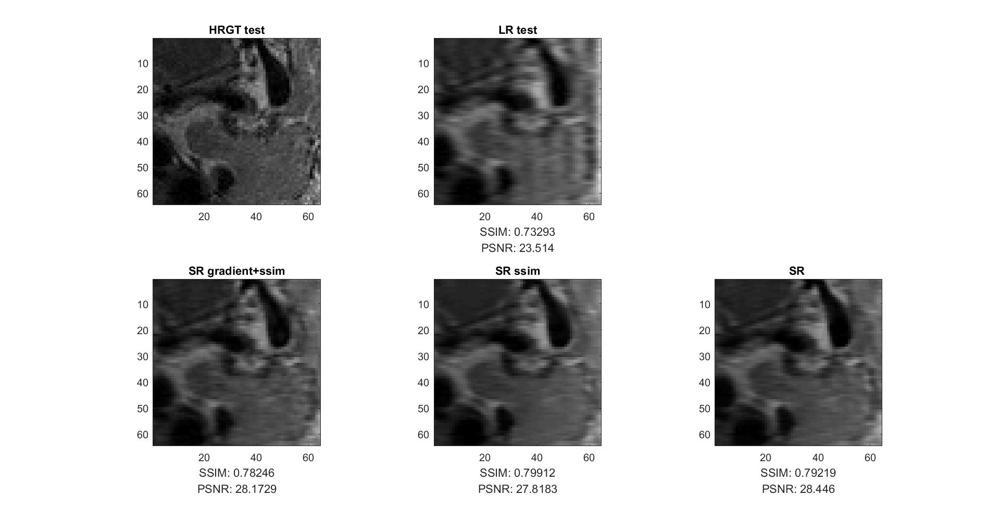 HRGT test
10
20
30
40
50
60
20 40 60
LR test
10
20
30
40
50
60
20 40 60
SSIM: 0.73293
PSNR: 23.514
SR gradient+ssim
10
20
30
40
50
60
20 40 60
SSIM: 0.78246
PSNR: 28.1729
SR ssim
10
20
30
40
50
60
20 40 60
SSIM: 0.79912
PSNR: 27.8183
SR
10
20
30
40
50
60
20 40 60
SSIM: 0.79219
PSNR: 28.446